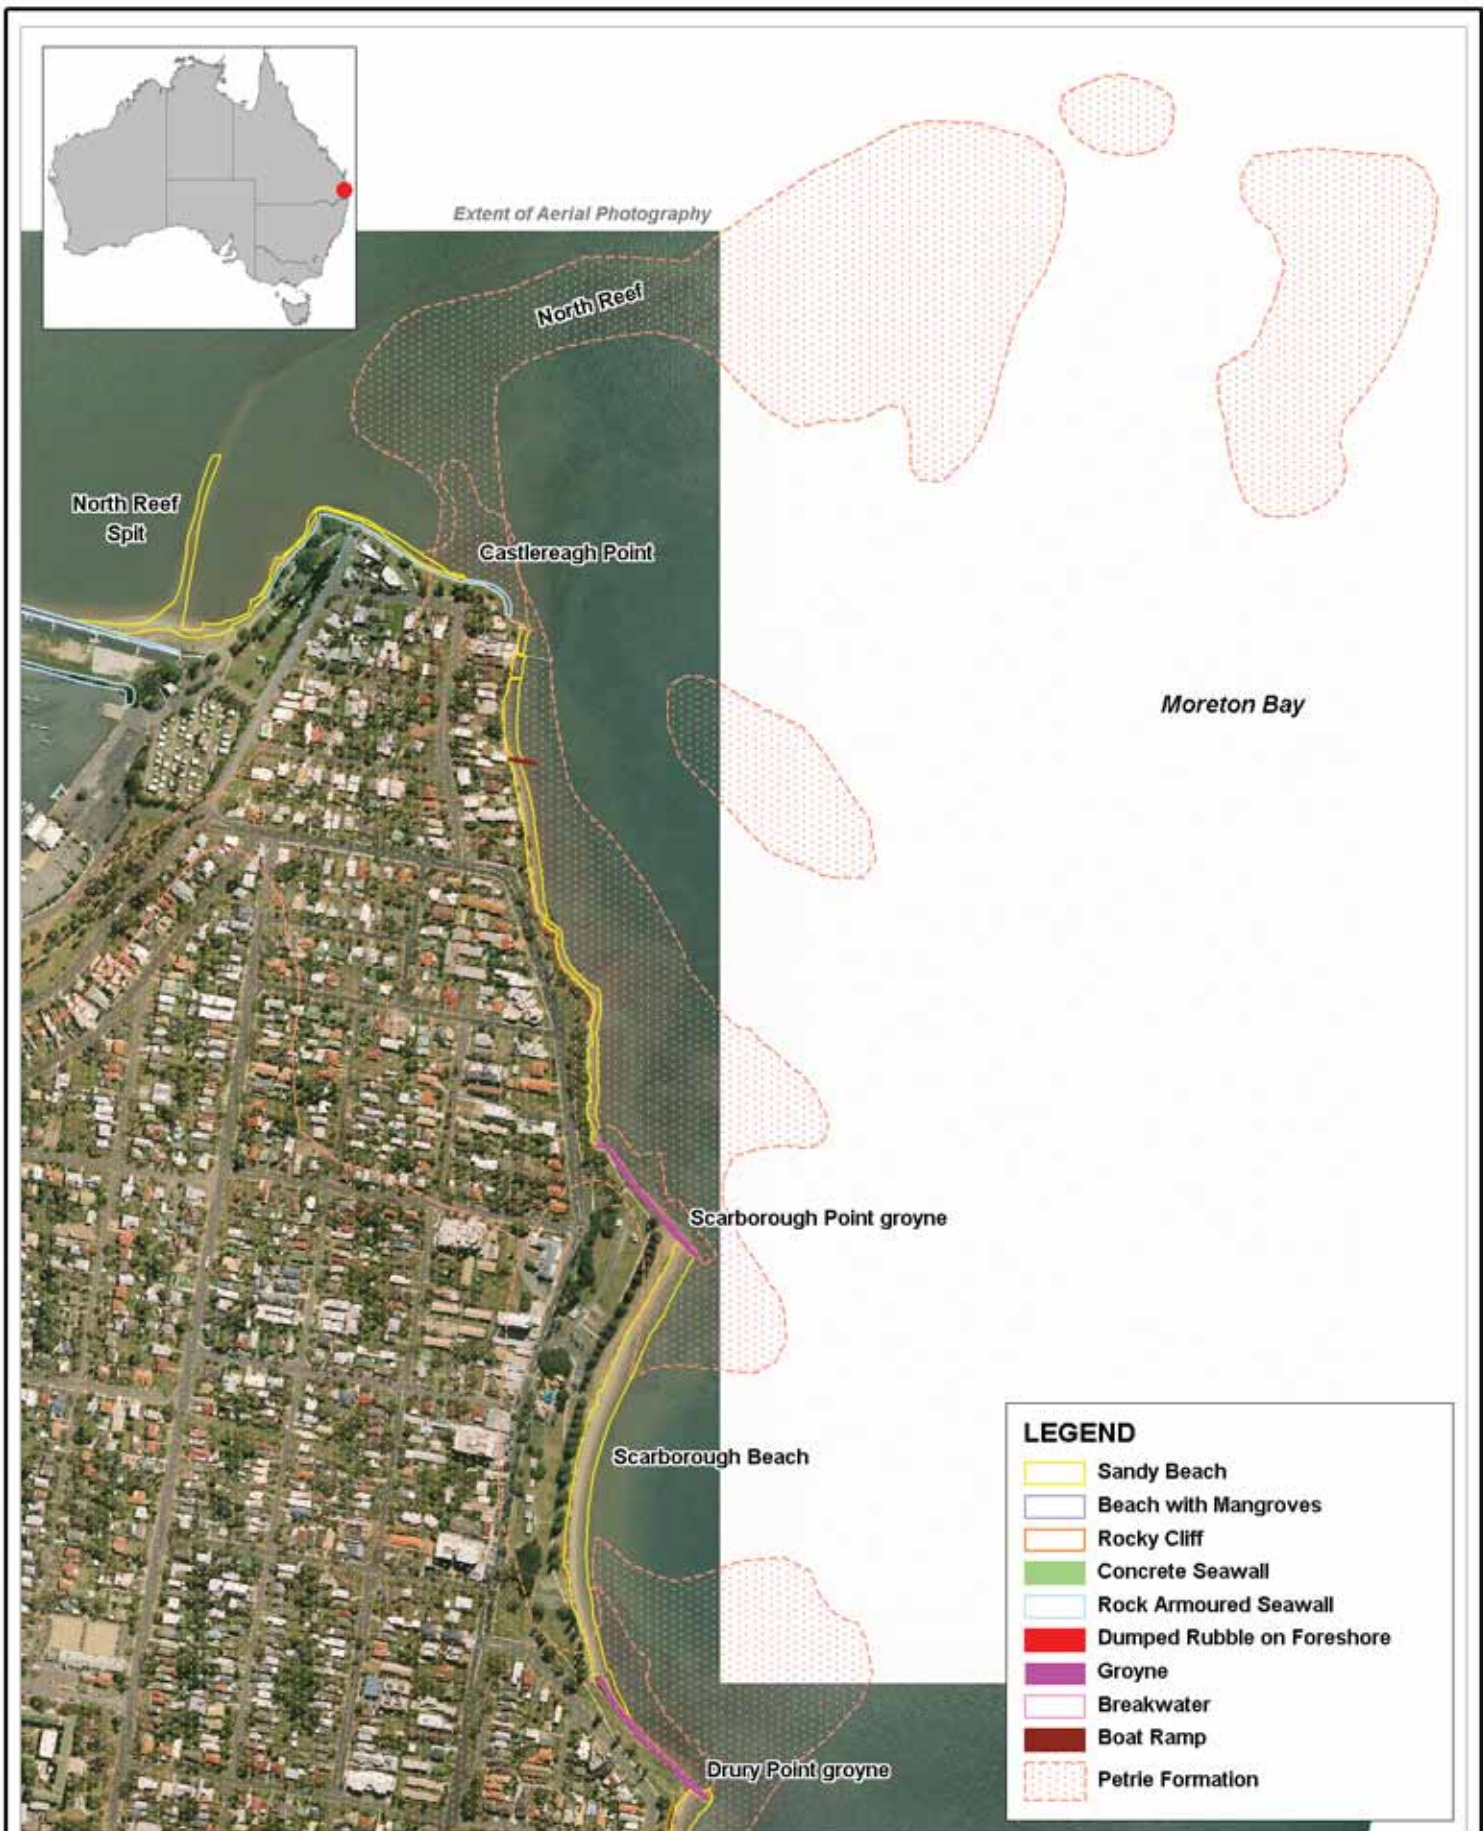 Extent of Aerial Photography
North Reef
North Reef
Spit
Castlereagh Point
Moreton Bay
Scarborough Point groyne
Scarborough Beach
Drury Point groyne
LEGEND
Sandy Beach
Beach with Mangroves
Rocky Cliff
Concrete Seawall
Rock Armoured Seawall
Dumped Rubble on Foreshore
Groyne
Breakwater
Boat Ramp
Petrie Formation